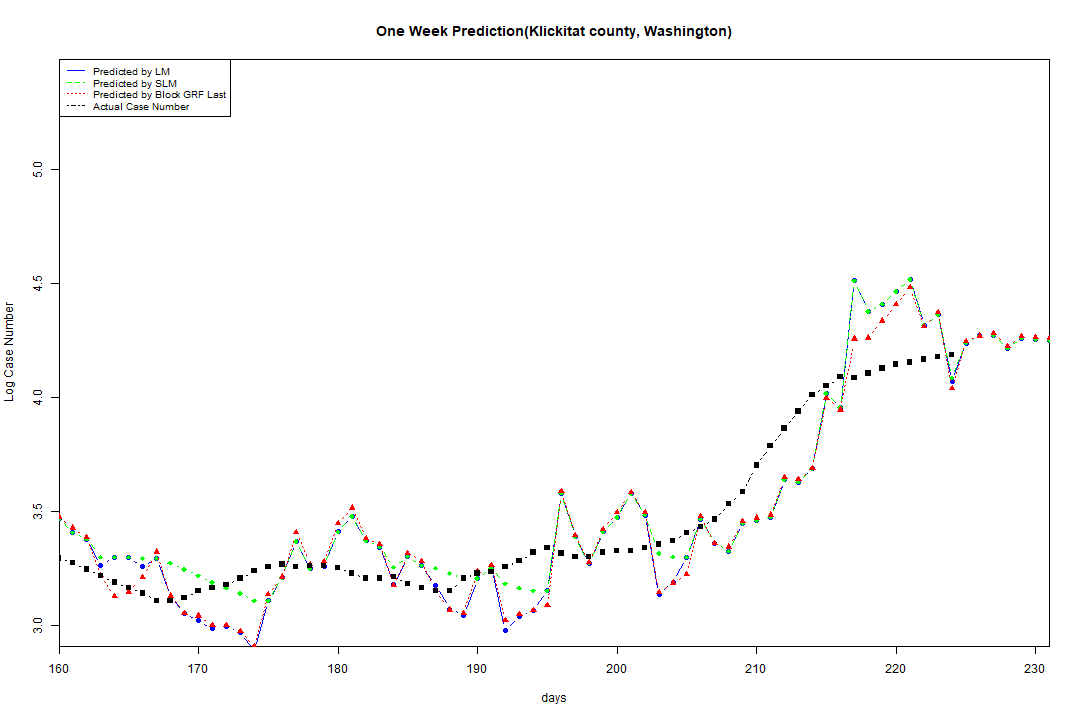 One Week Prediction(Klickitat county, Washington)
Predicted by LM
Predicted by SLM
Predicted by Block GRF Last
Actual Case Number
5.0
4.5
4.0
3.5
3.0
Log Case Number
160 170 180 190 200 210 220 230
days